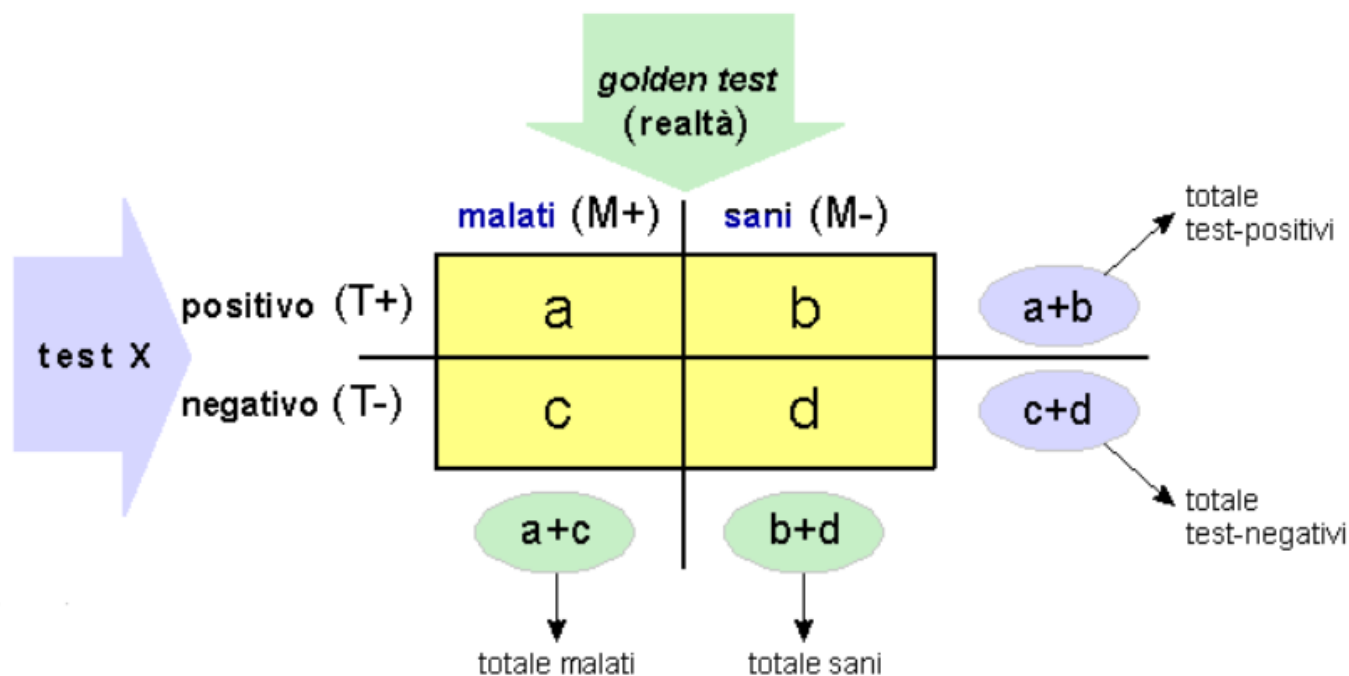 golden test
(realtà)
malati (M+)
sani (M-)
totale
test-positivi
positivo (T+)
a
b
a+b
test X
negativo (T-)
c
d
c+d
a+c
b+d
totale
test-negativi
totale malati
totale sani